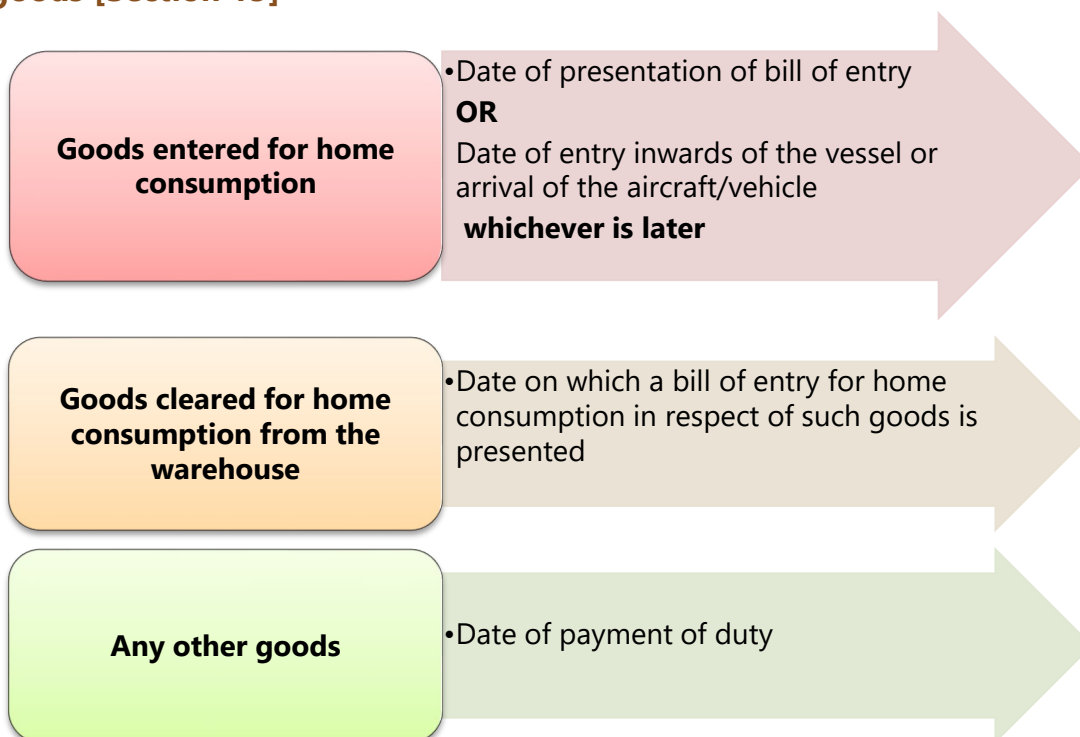 Goods entered for home
consumption
•Date of presentation of bill of entry
OR
Date of entry inwards of the vessel or
arrival of the aircraft/vehicle
whichever is later
Goods cleared for home
consumption from the
warehouse
•Date on which a bill of entry for home
consumption in respect of such goods is
presented
Any other goods
•Date of payment of duty